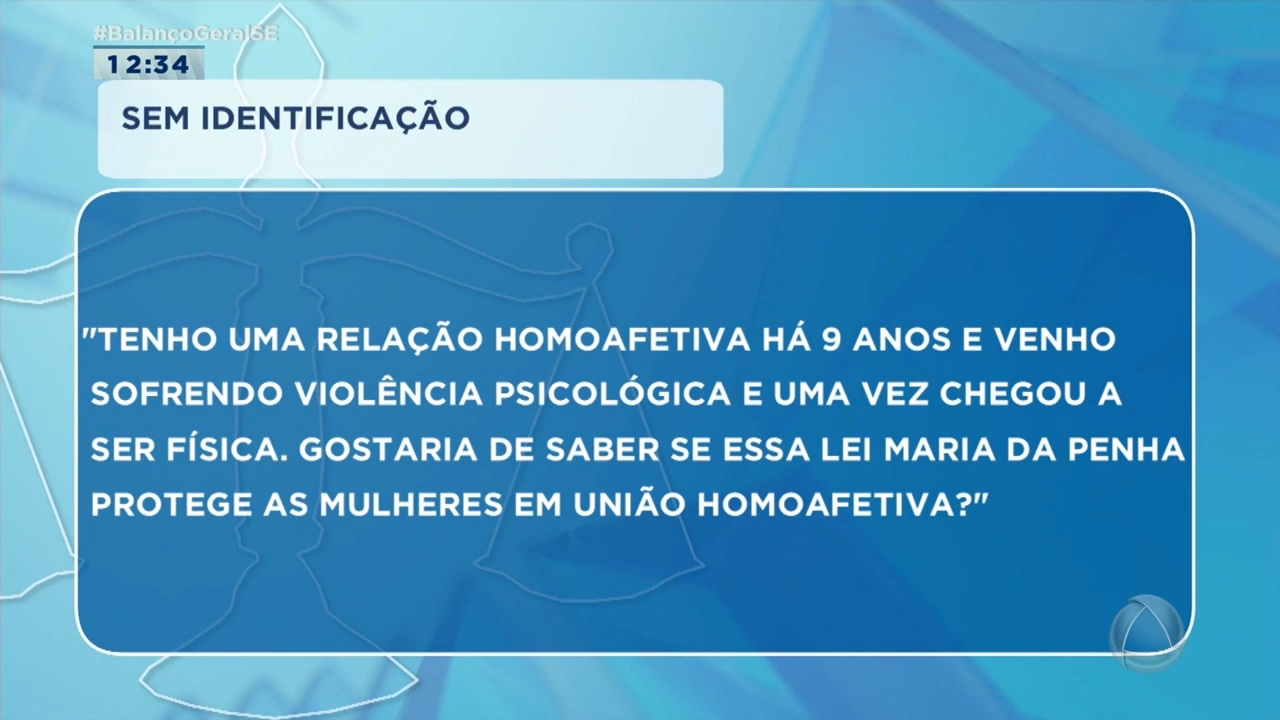 #BalançoGeralSE
12:34
SEM IDENTIFICAÇÃO
"TENHO UMA RELAÇÃO HOMOAFETIVA HÁ 9 ANOS E VENHO
SOFRENDO VIOLÊNCIA PSICOLÓGICA E UMA VEZ CHEGOU A
SER FÍSICA. GOSTARIA DE SABER SE ESSA LEI MARIA DA PENHA
PROTEGE AS MULHERES EM UNIÃO HOMOAFETIVA?"